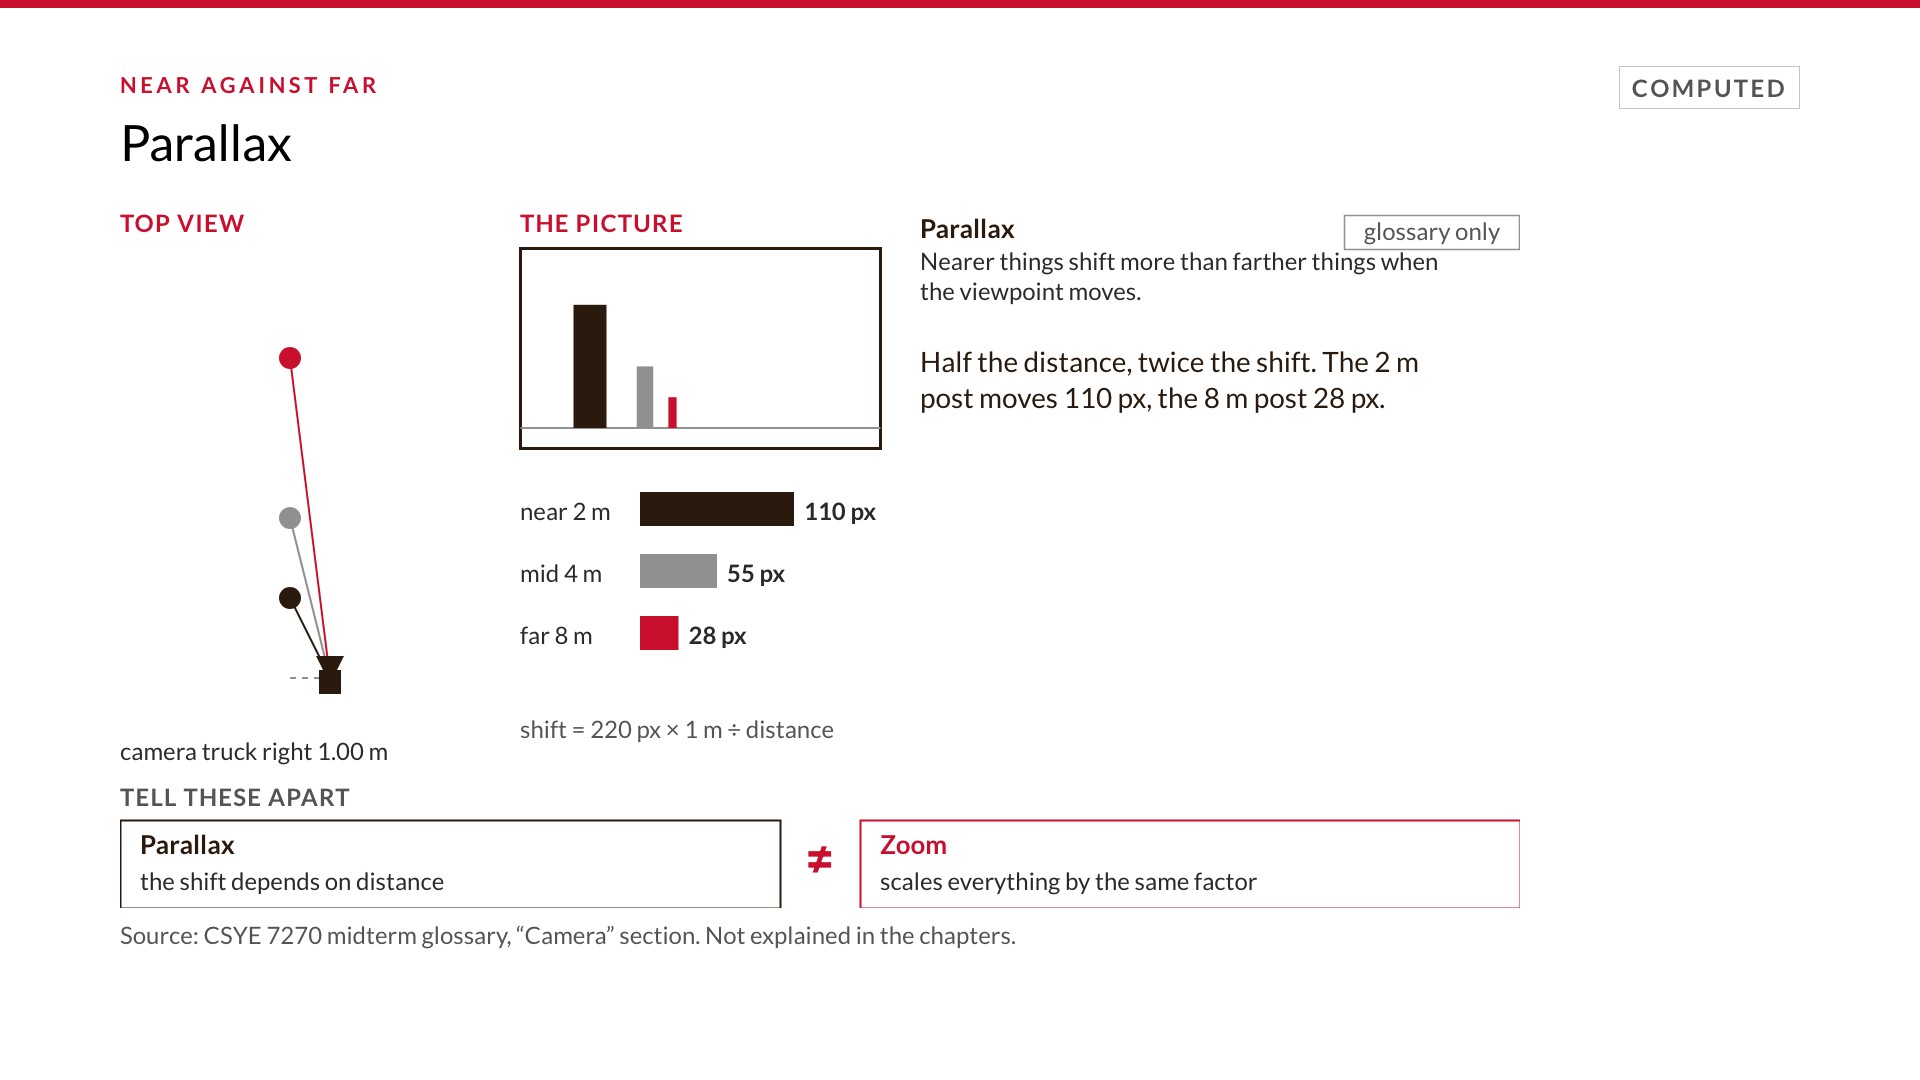 NEAR AGAINST FAR
COMPUTED
Parallax
TOP VIEW
THE PICTURE
Parallax
glossary only
Nearer things shift more than farther things when
the viewpoint moves.
Half the distance, twice the shift. The 2 m
post moves 110 px, the 8 m post 28 px.
near 2 m
110 px
mid 4 m
55 px
far 8 m
28 px
shift = 220 px × 1 m ÷ distance
camera truck right 1.00 m
TELL THESE APART
Parallax
the shift depends on distance
≠
Zoom
scales everything by the same factor
Source: CSYE 7270 midterm glossary, “Camera” section. Not explained in the chapters.